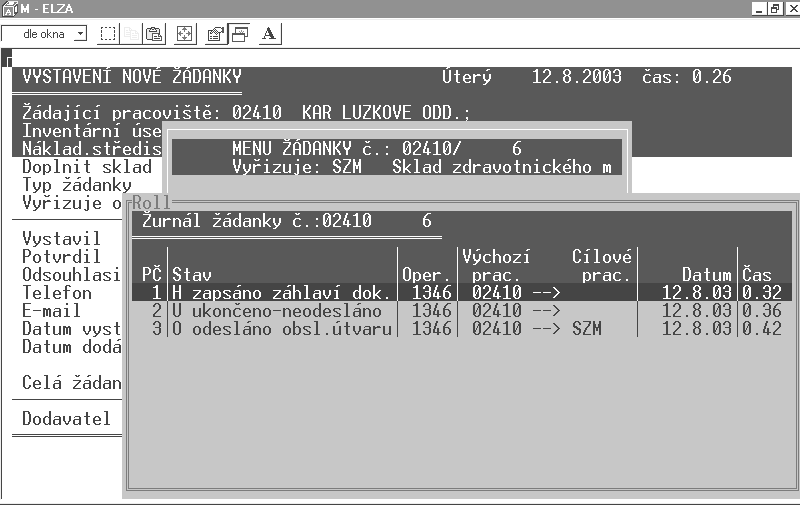 M - ELZA
dle okna
A
VYSTAVENÍ NOVÉ ŽÁDANKY Úterý 12.8.2003 čas: 0.26
Žádající pracoviště: 02410 KAR LUZKOVE ODD.;
Inventární úse
Náklad.středis
MENU ŽÁDANKY č.: 02410/ 6
Doplnit sklad
Vyřizuje: SZM Sklad zdravotnického m
Typ žádanky
Vyřizuje o
Roll
Žurnál žádanky č.:02410 6
Vystavil
Potvrdil
Odsouhlasi
Telefon
E-mail
Datum vyst
Datum dodá
Celá žádan
Dodavatel
Výchozí Cílové
PČ Stav Oper. prac. prac. Datum Čas
1 H zapsáno záhlaví dok. 1346 02410 --> 12.8.03 0.32
2 U ukončeno-neodesláno 1346 02410 --> 12.8.03 0.36
3 O odesláno obsl.útvaru 1346 02410 --> SZM 12.8.03 0.42